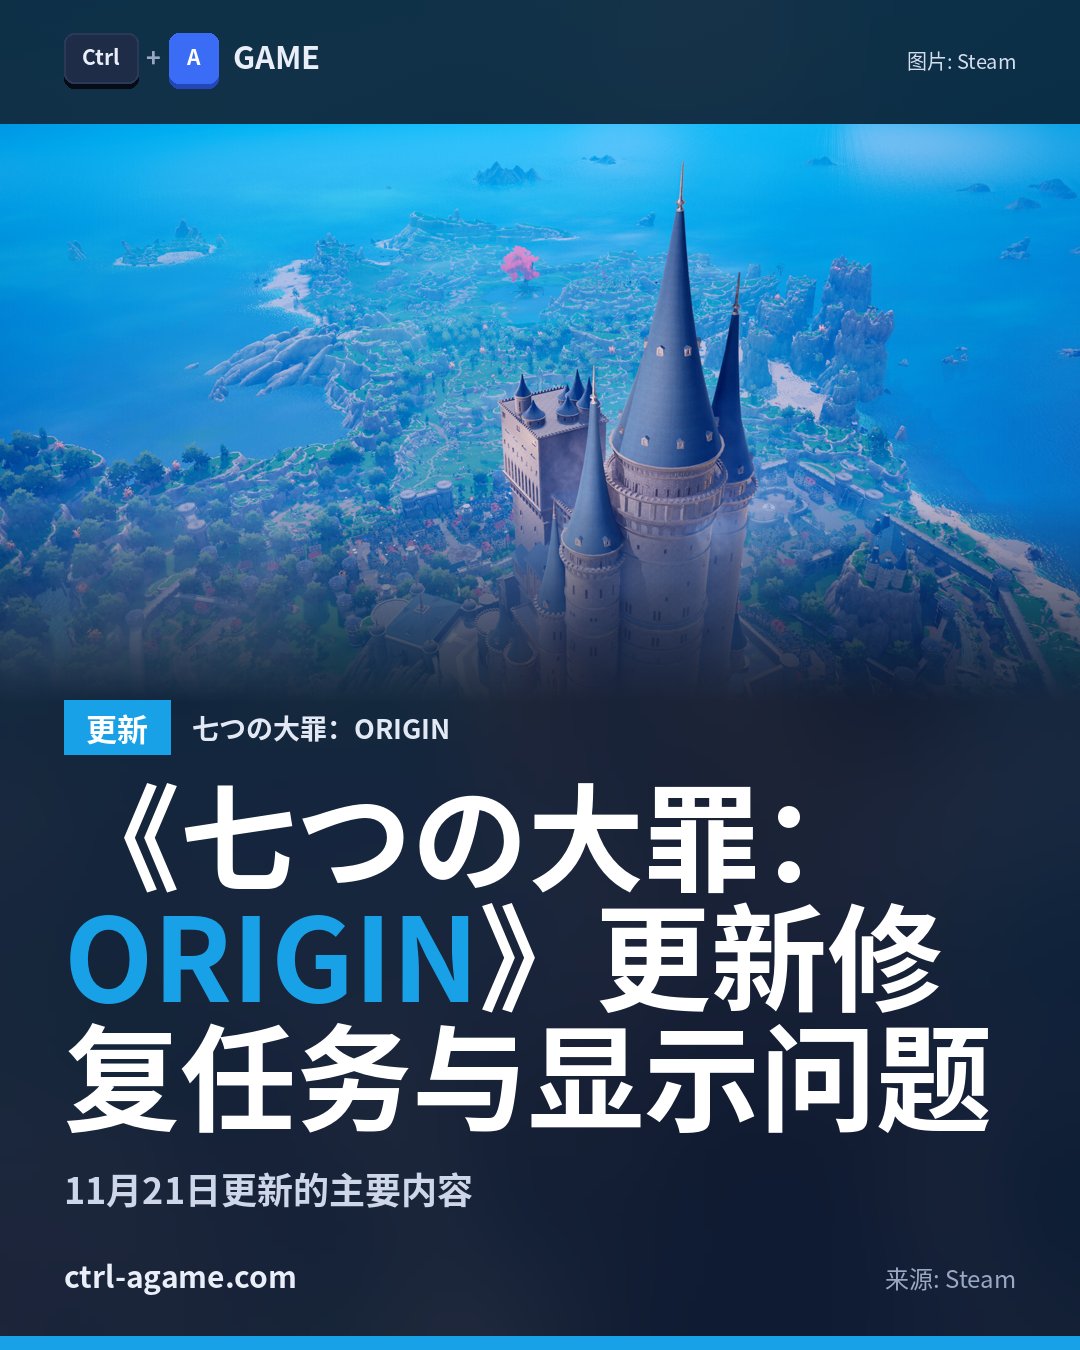 Ctrl + A GAME
图片: Steam
更新 七つの大罪：ORIGIN
《七つの大罪：
ORIGIN》更新修
复任务与显示问题
11月21日更新的主要内容
ctrl-agame.com
来源: Steam